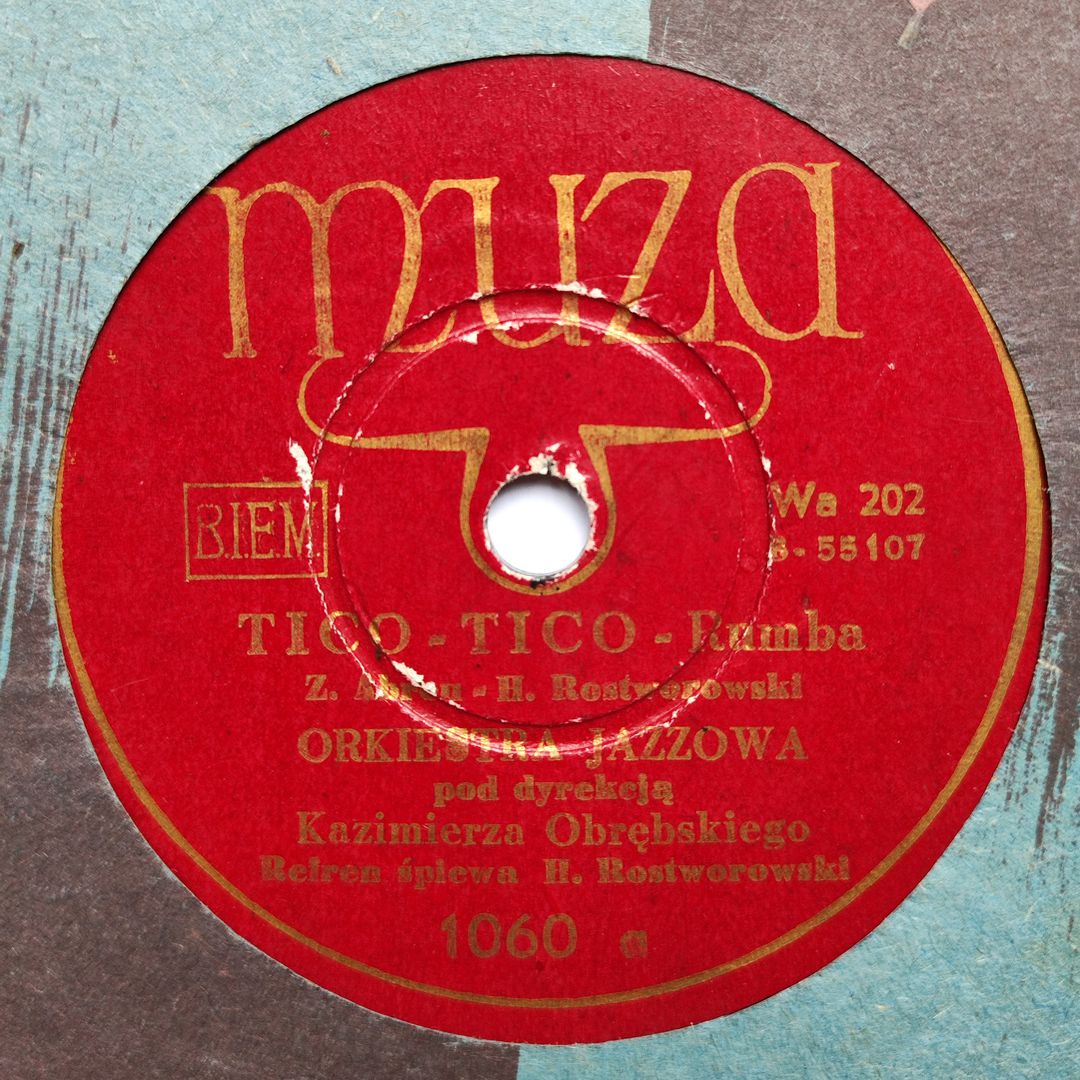 muza
B.I.E.M.
Wa 202
B-55107
TICO - TICO - Rumba
Z. Abreu - H. Rostworowski
ORKIESTRA JAZZOWA
pod dyrekcją
Kazimierza Obrębskiego
Refren śpiewa H. Rostworowski
1060 a